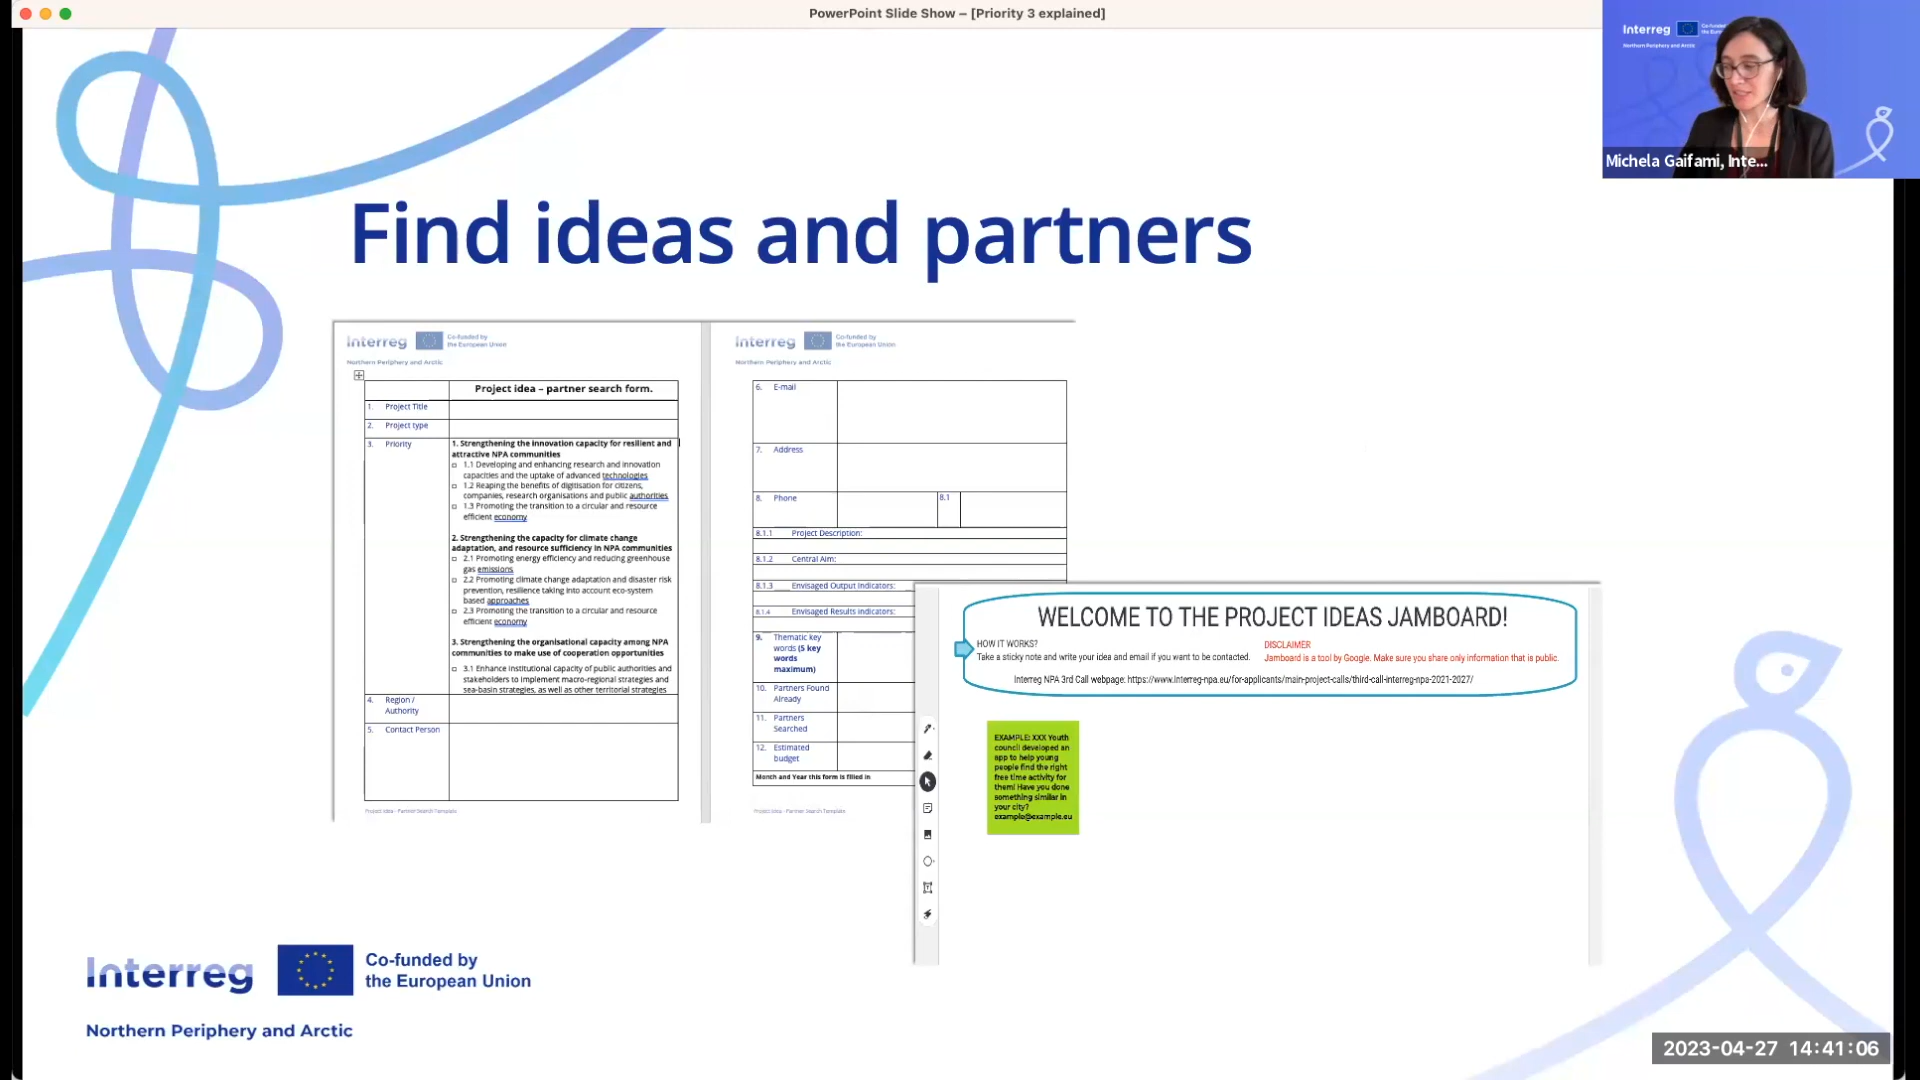 PowerPoint Slide Show – [Priority 3 explained]
Interreg
Northern Periphery and Arctic
Michela Gaifami, Inte...
Find ideas and partners
Interreg
Co-funded by
the European Union
Northern Periphery and Arctic
Project idea – partner search form.
1. Project Title
2. Project type
3. Priority
1. Strengthening the innovation capacity for resilient and
attractive NPA communities
1.1 Developing and enhancing research and innovation
capacities and the uptake of advanced technologies
1.2 Reaping the benefits of digitisation for citizens,
companies, research organisations and public authorities
1.3 Promoting the transition to a circular and resource
efficient economy
2. Strengthening the capacity for climate change
adaptation, and resource sufficiency in NPA communities
2.1 Promoting energy efficiency and reducing greenhouse
gas emissions
2.2 Promoting climate change adaptation and disaster risk
prevention, resilience taking into account eco-system
based approaches
2.3 Promoting the transition to a circular and resource
efficient economy
3. Strengthening the organisational capacity among NPA
communities to make use of cooperation opportunities
3.1 Enhance institutional capacity of public authorities and
stakeholders to implement macro-regional strategies and
sea-basin strategies, as well as other territorial strategies
4. Region /
Authority
5. Contact Person
Project idea - Partner Search Template
Interreg
Co-funded by
the European Union
Northern Periphery and Arctic
6. E-mail
7. Address
8. Phone
8.1
8.1.1 Project Description:
8.1.2 Central Aim:
8.1.3 Envisaged Output Indicators:
8.1.4 Envisaged Results Indicators:
9. Thematic key
words (5 key
words
maximum)
10. Partners Found
Already
11. Partners
Searched
12. Estimated
budget
Month and Year this form is filled in
Project idea - Partner Search Template
WELCOME TO THE PROJECT IDEAS JAMBOARD!
HOW IT WORKS?
Take a sticky note and write your idea and email if you want to be contacted.
DISCLAIMER
Jamboard is a tool by Google. Make sure you share only information that is public.
Interreg NPA 3rd Call webpage: https://www.interreg-npa.eu/for-applicants/main-project-calls/third-call-interreg-npa-2021-2027/
EXAMPLE: XXX Youth
council developed an
app to help young
people find the right
free time activity for
them! Have you done
something similar in
your city?
example@example.eu
Interreg
Co-funded by
the European Union
Northern Periphery and Arctic
2023-04-27 14:41:06